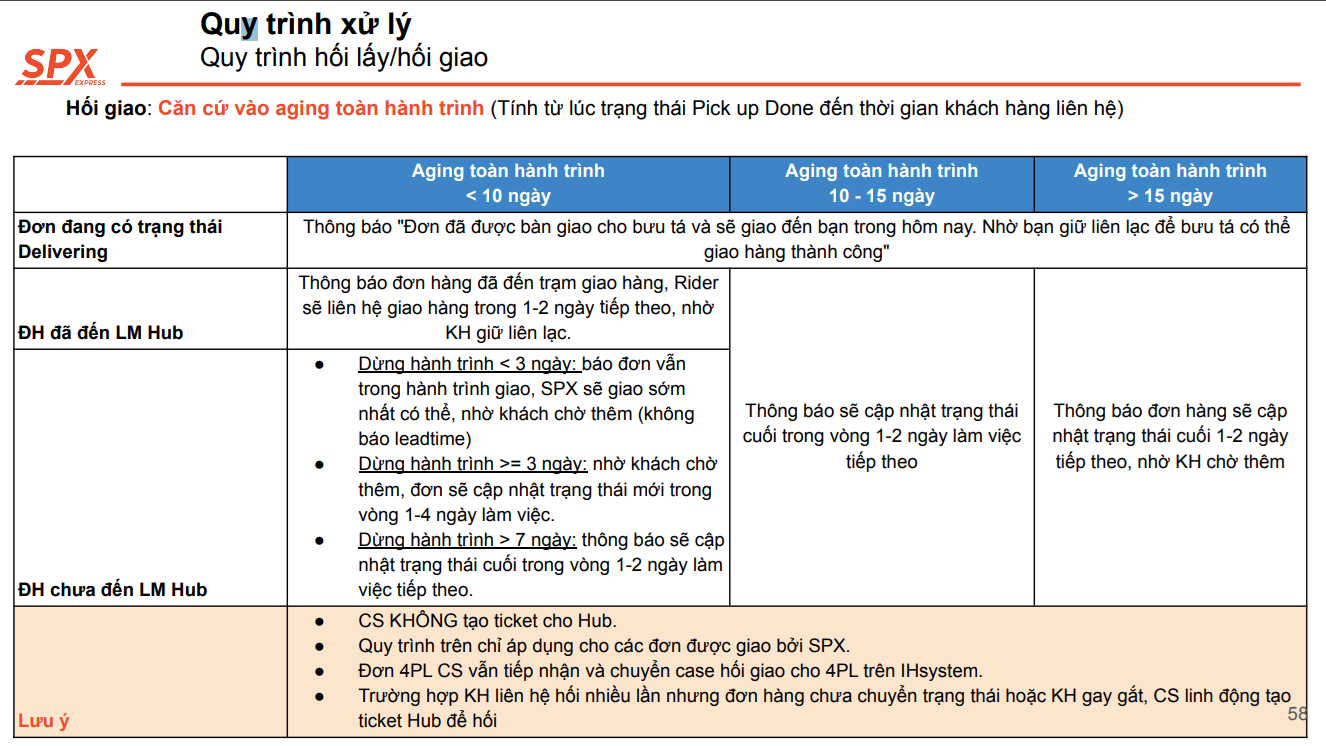 Quy trình xử lý
Quy trình hối lấy/hối giao
SPX
EXPRESS
Hối giao: Căn cứ vào aging toàn hành trình (Tính từ lúc trạng thái Pick up Done đến thời gian khách hàng liên hệ)
Aging toàn hành trình
< 10 ngày
Aging toàn hành trình
10 - 15 ngày
Aging toàn hành trình
> 15 ngày
Đơn đang có trạng thái
Delivering
Thông báo "Đơn đã được bàn giao cho bưu tá và sẽ giao đến bạn trong hôm nay. Nhờ bạn giữ liên lạc để bưu tá có thể
giao hàng thành công"
ĐH đã đến LM Hub
Thông báo đơn hàng đã đến trạm giao hàng, Rider
sẽ liên hệ giao hàng trong 1-2 ngày tiếp theo, nhờ
KH giữ liên lạc.
ĐH chưa đến LM Hub
● Dừng hành trình < 3 ngày: báo đơn vẫn
trong hành trình giao, SPX sẽ giao sớm
nhất có thể, nhờ khách chờ thêm (không
báo leadtime)
● Dừng hành trình >= 3 ngày: nhờ khách chờ
thêm, đơn sẽ cập nhật trạng thái mới trong
vòng 1-4 ngày làm việc.
● Dừng hành trình > 7 ngày: thông báo sẽ cập
nhật trạng thái cuối trong vòng 1-2 ngày làm
việc tiếp theo.
Thông báo sẽ cập nhật trạng thái
cuối trong vòng 1-2 ngày làm việc
tiếp theo
Thông báo đơn hàng sẽ cập
nhật trạng thái cuối 1-2 ngày
tiếp theo, nhờ KH chờ thêm
Lưu ý
● CS KHÔNG tạo ticket cho Hub.
● Quy trình trên chỉ áp dụng cho các đơn được giao bởi SPX.
● Đơn 4PL CS vẫn tiếp nhận và chuyển case hối giao cho 4PL trên IHsystem.
● Trường hợp KH liên hệ hối nhiều lần nhưng đơn hàng chưa chuyển trạng thái hoặc KH gay gắt, CS linh động tạo
ticket Hub để hối
58